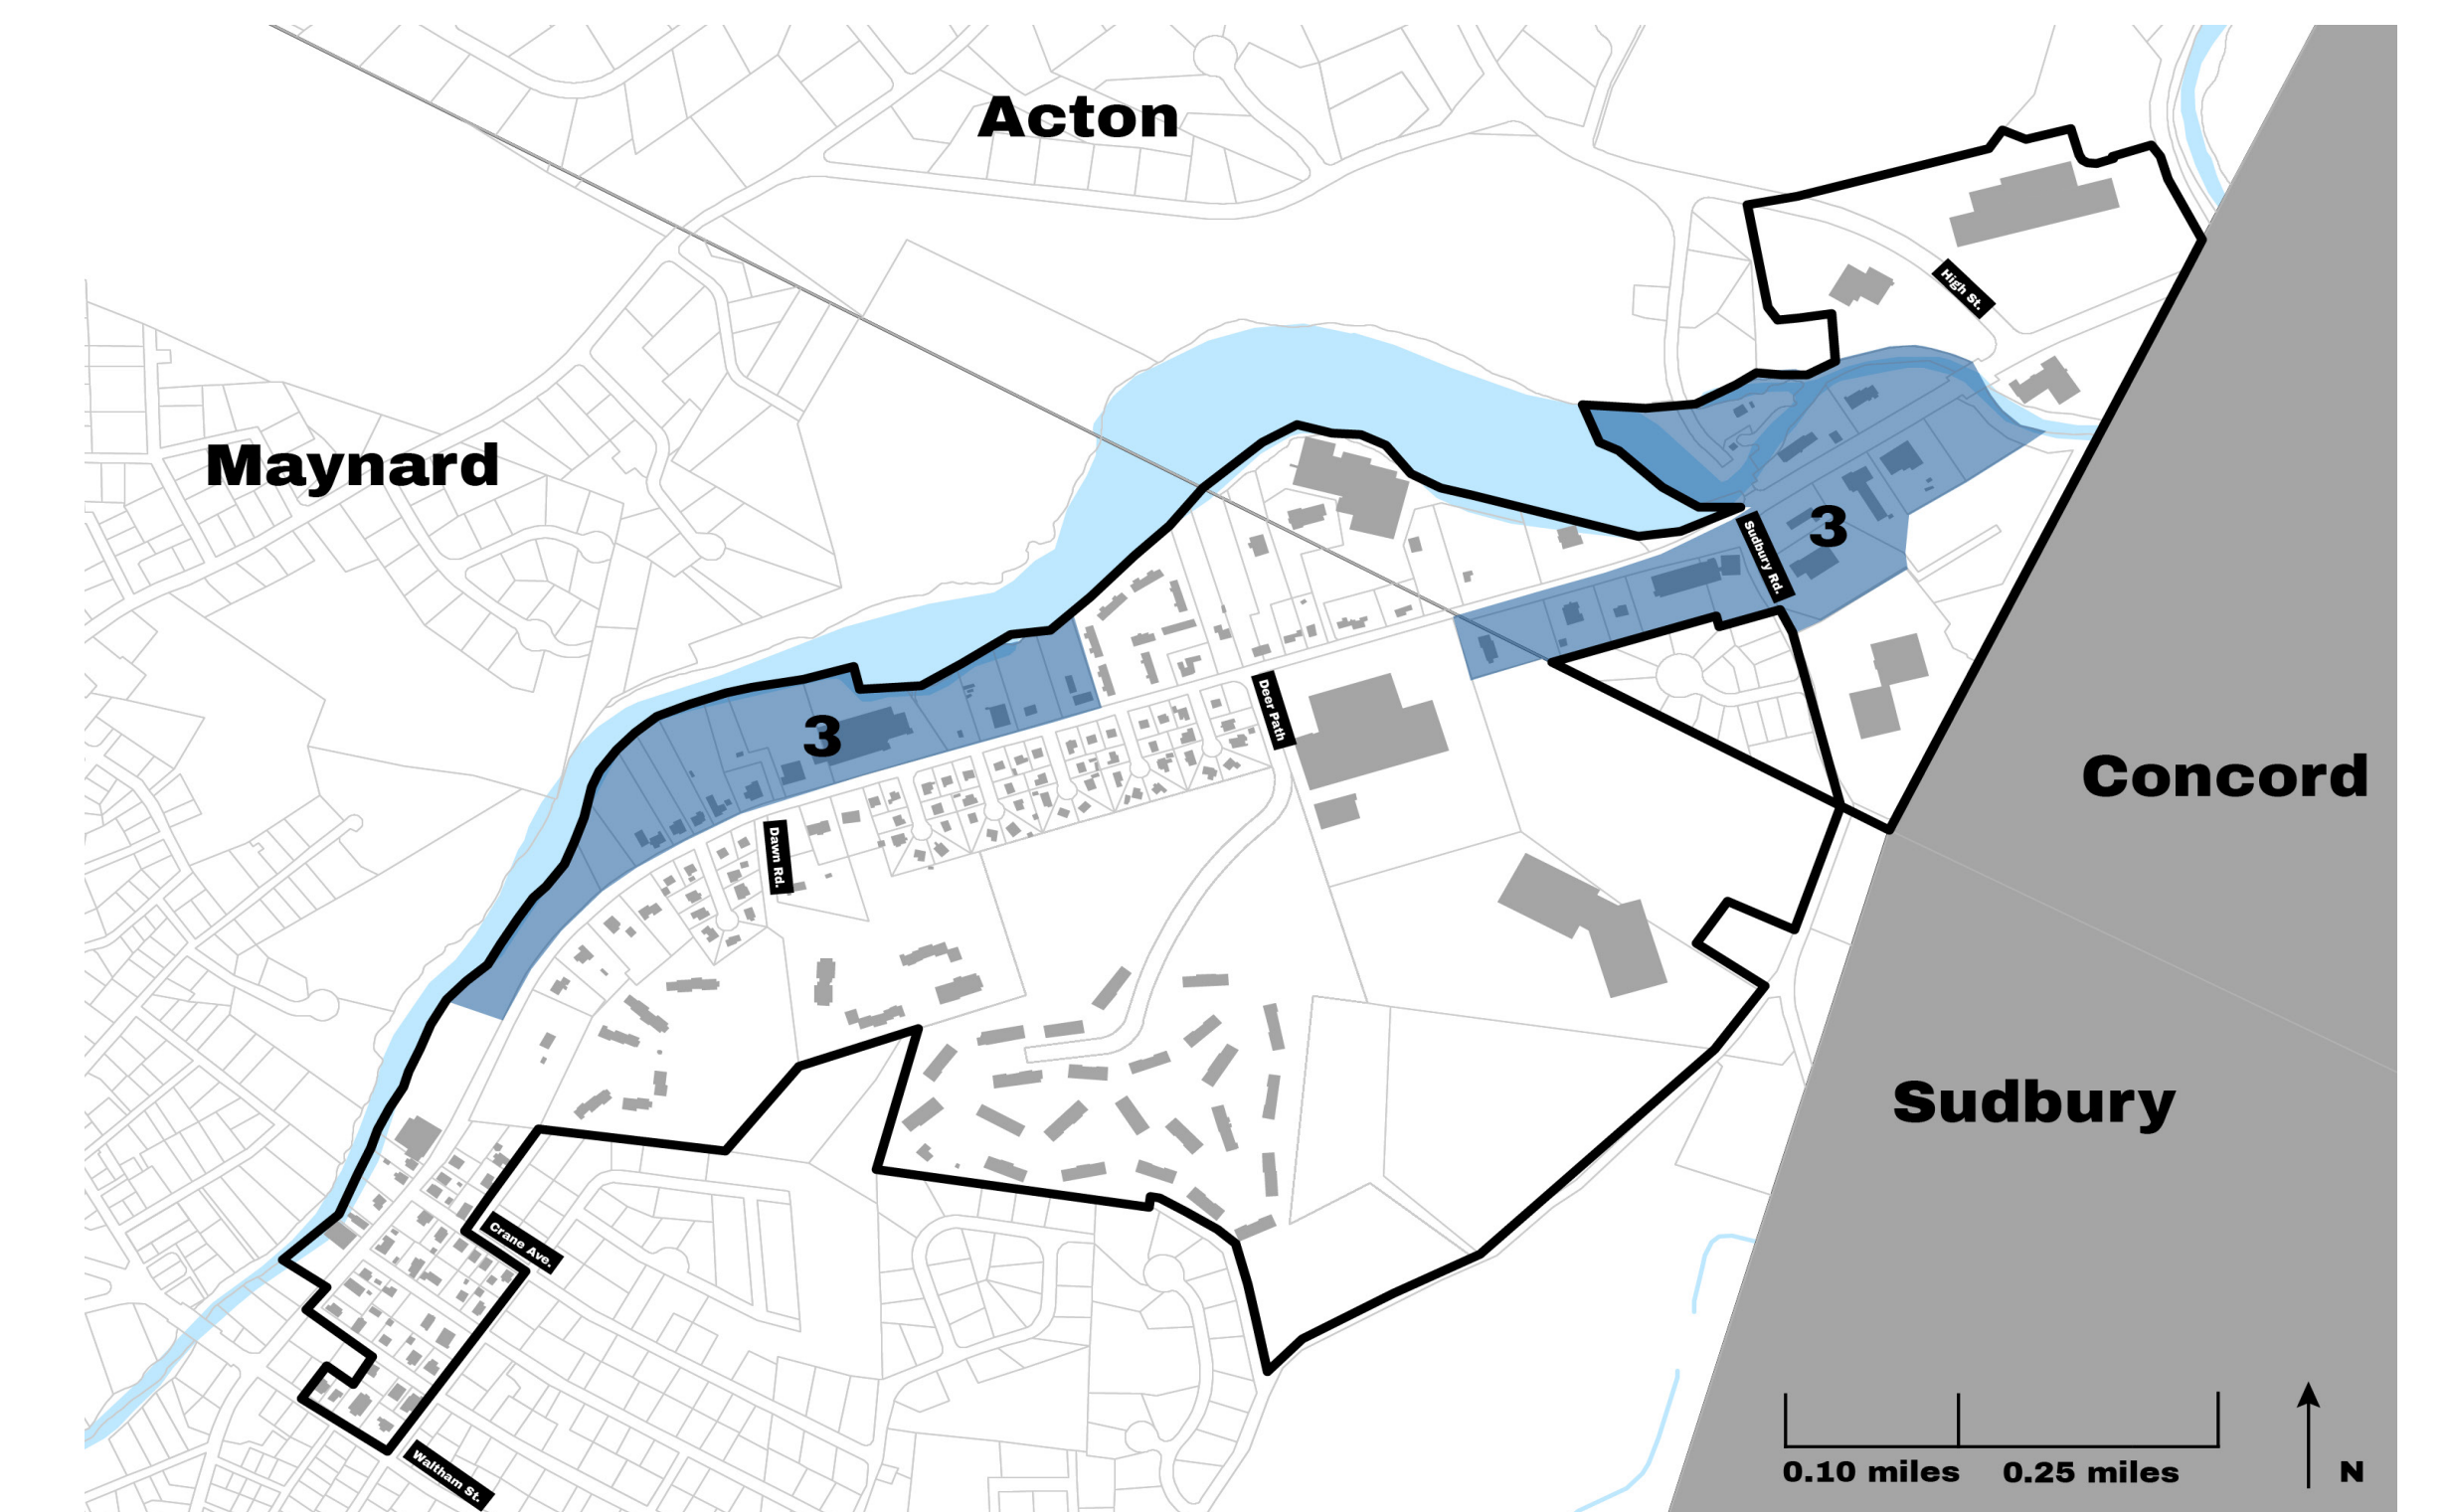 Acton
High St.
Maynard
3
Sudbury Rd.
Deer Path
3
Concord
Dawn Rd.
Sudbury
Crane Ave.
Waltham St.
0.10 miles
0.25 miles
N